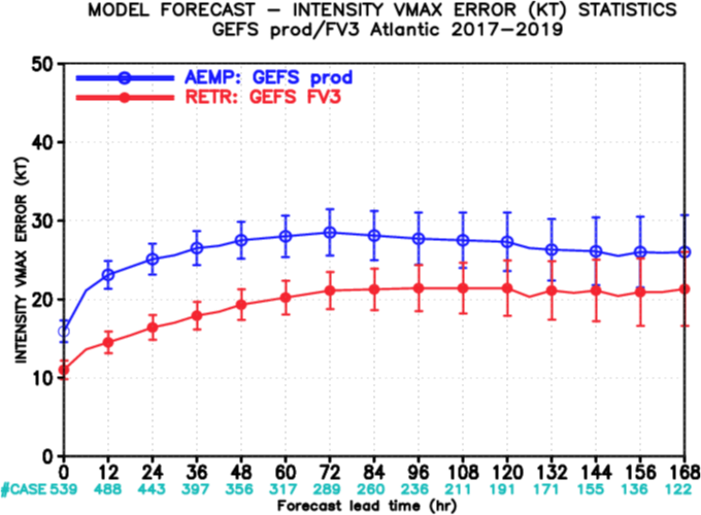 MODEL FORECAST – INTENSITY VMAX ERROR (KT) STATISTICS
GEFS prod/FV3 Atlantic 2017–2019
AEMP: GEFS prod
RETR: GEFS FV3
INTENSITY VMAX ERROR (KT)
50
40
30
20
10
0
0 12 24 36 48 60 72 84 96 108 120 132 144 156 168
#CASE 539 488 443 397 356 317 289 260 236 211 191 171 155 136 122
Forecast lead time (hr)